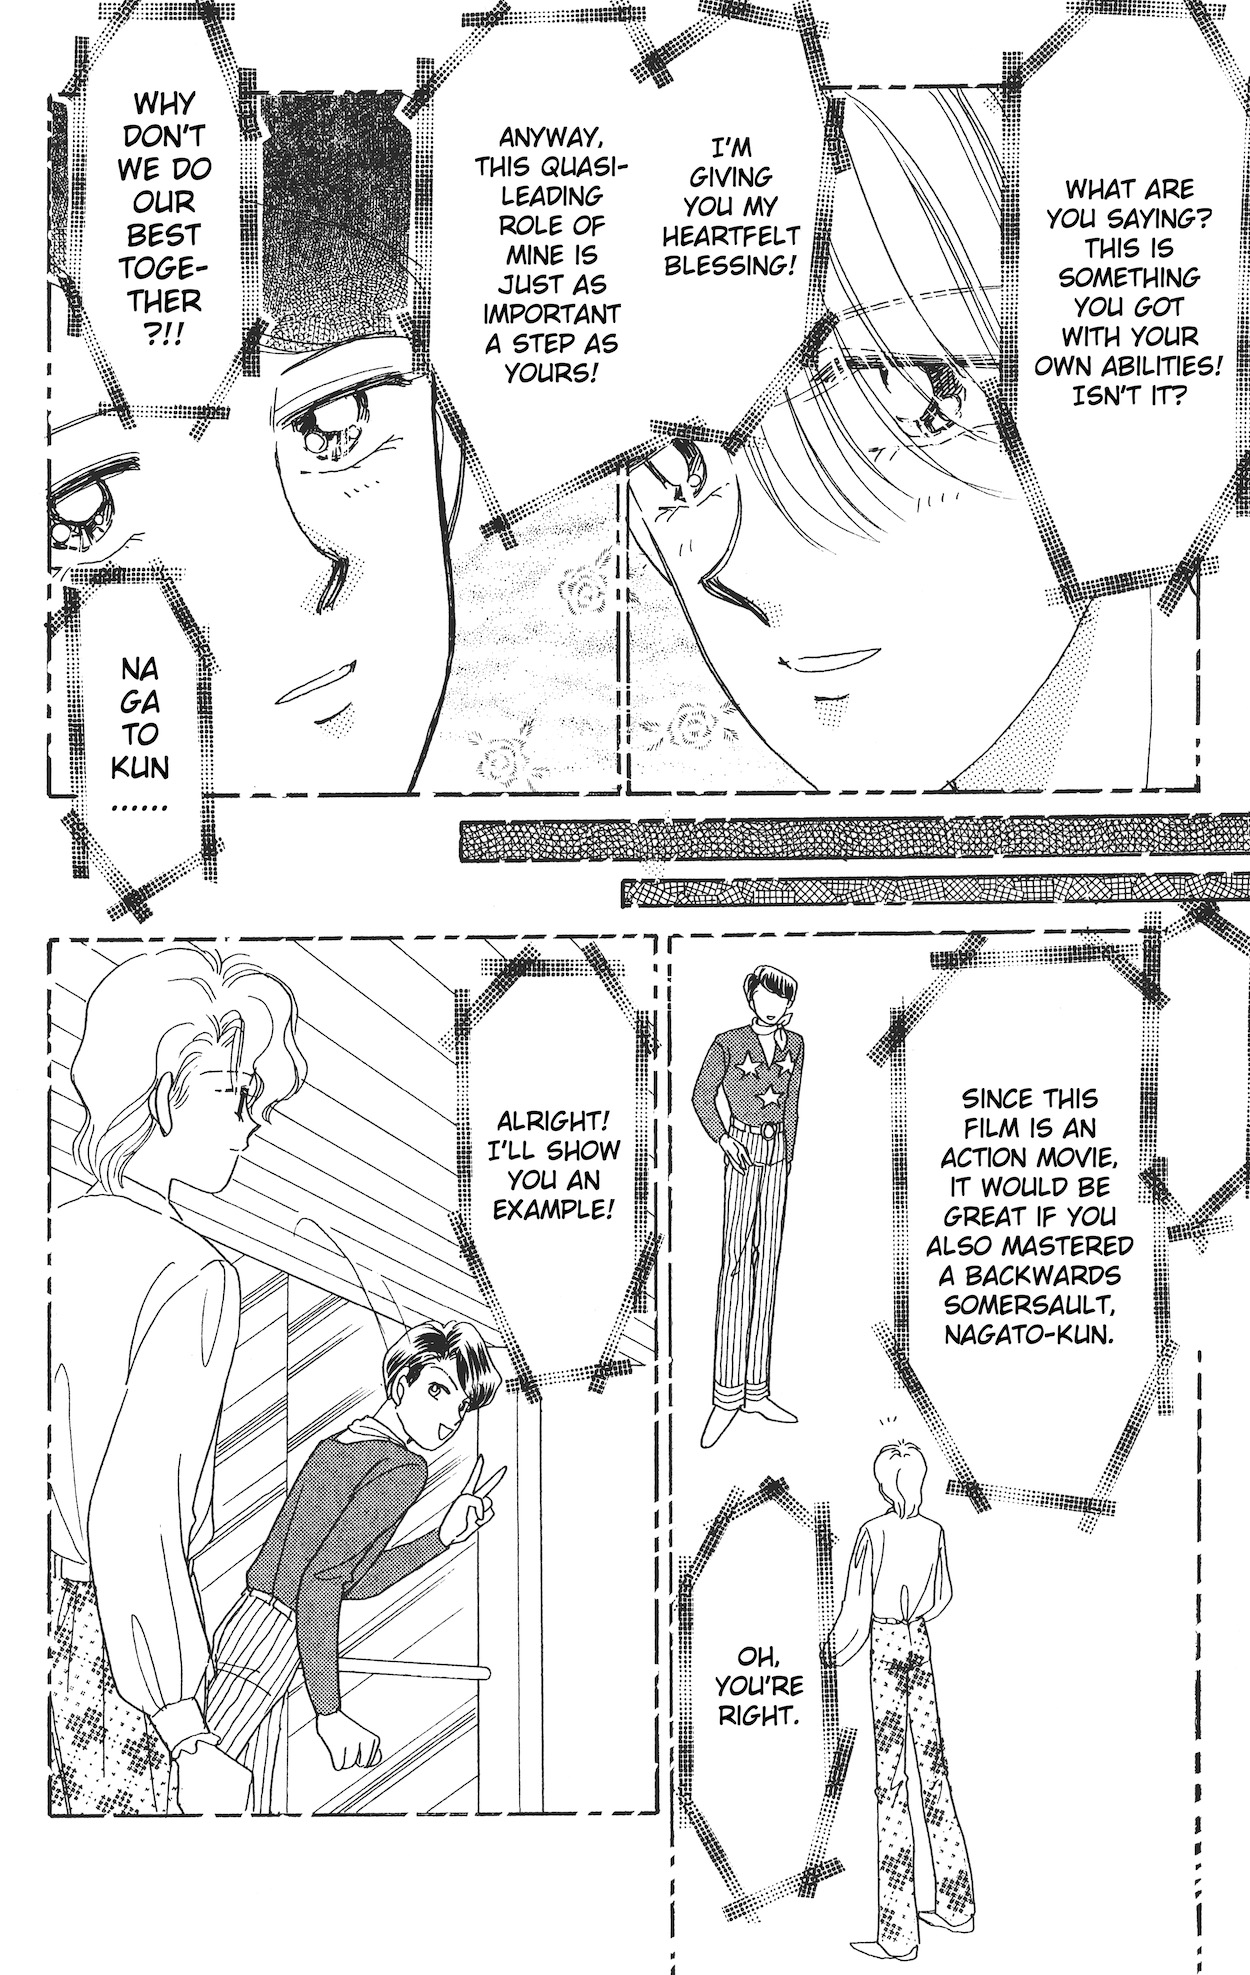 WHAT ARE
YOU SAYING?
THIS IS
SOMETHING
YOU GOT
WITH YOUR
OWN ABILITIES!
ISN'T IT?
I'M
GIVING
YOU MY
HEARTFELT
BLESSING!
ANYWAY,
THIS QUASI-
LEADING
ROLE OF
MINE IS
JUST AS
IMPORTANT
A STEP AS
YOURS!
WHY
DON'T
WE DO
OUR
BEST
TOGE-
THER
?!!
NA
GA
TO
KUN
......
SINCE THIS
FILM IS AN
ACTION MOVIE,
IT WOULD BE
GREAT IF YOU
ALSO MASTERED
A BACKWARDS
SOMERSAULT,
NAGATO-KUN.
OH,
YOU'RE
RIGHT.
ALRIGHT!
I'LL SHOW
YOU AN
EXAMPLE!